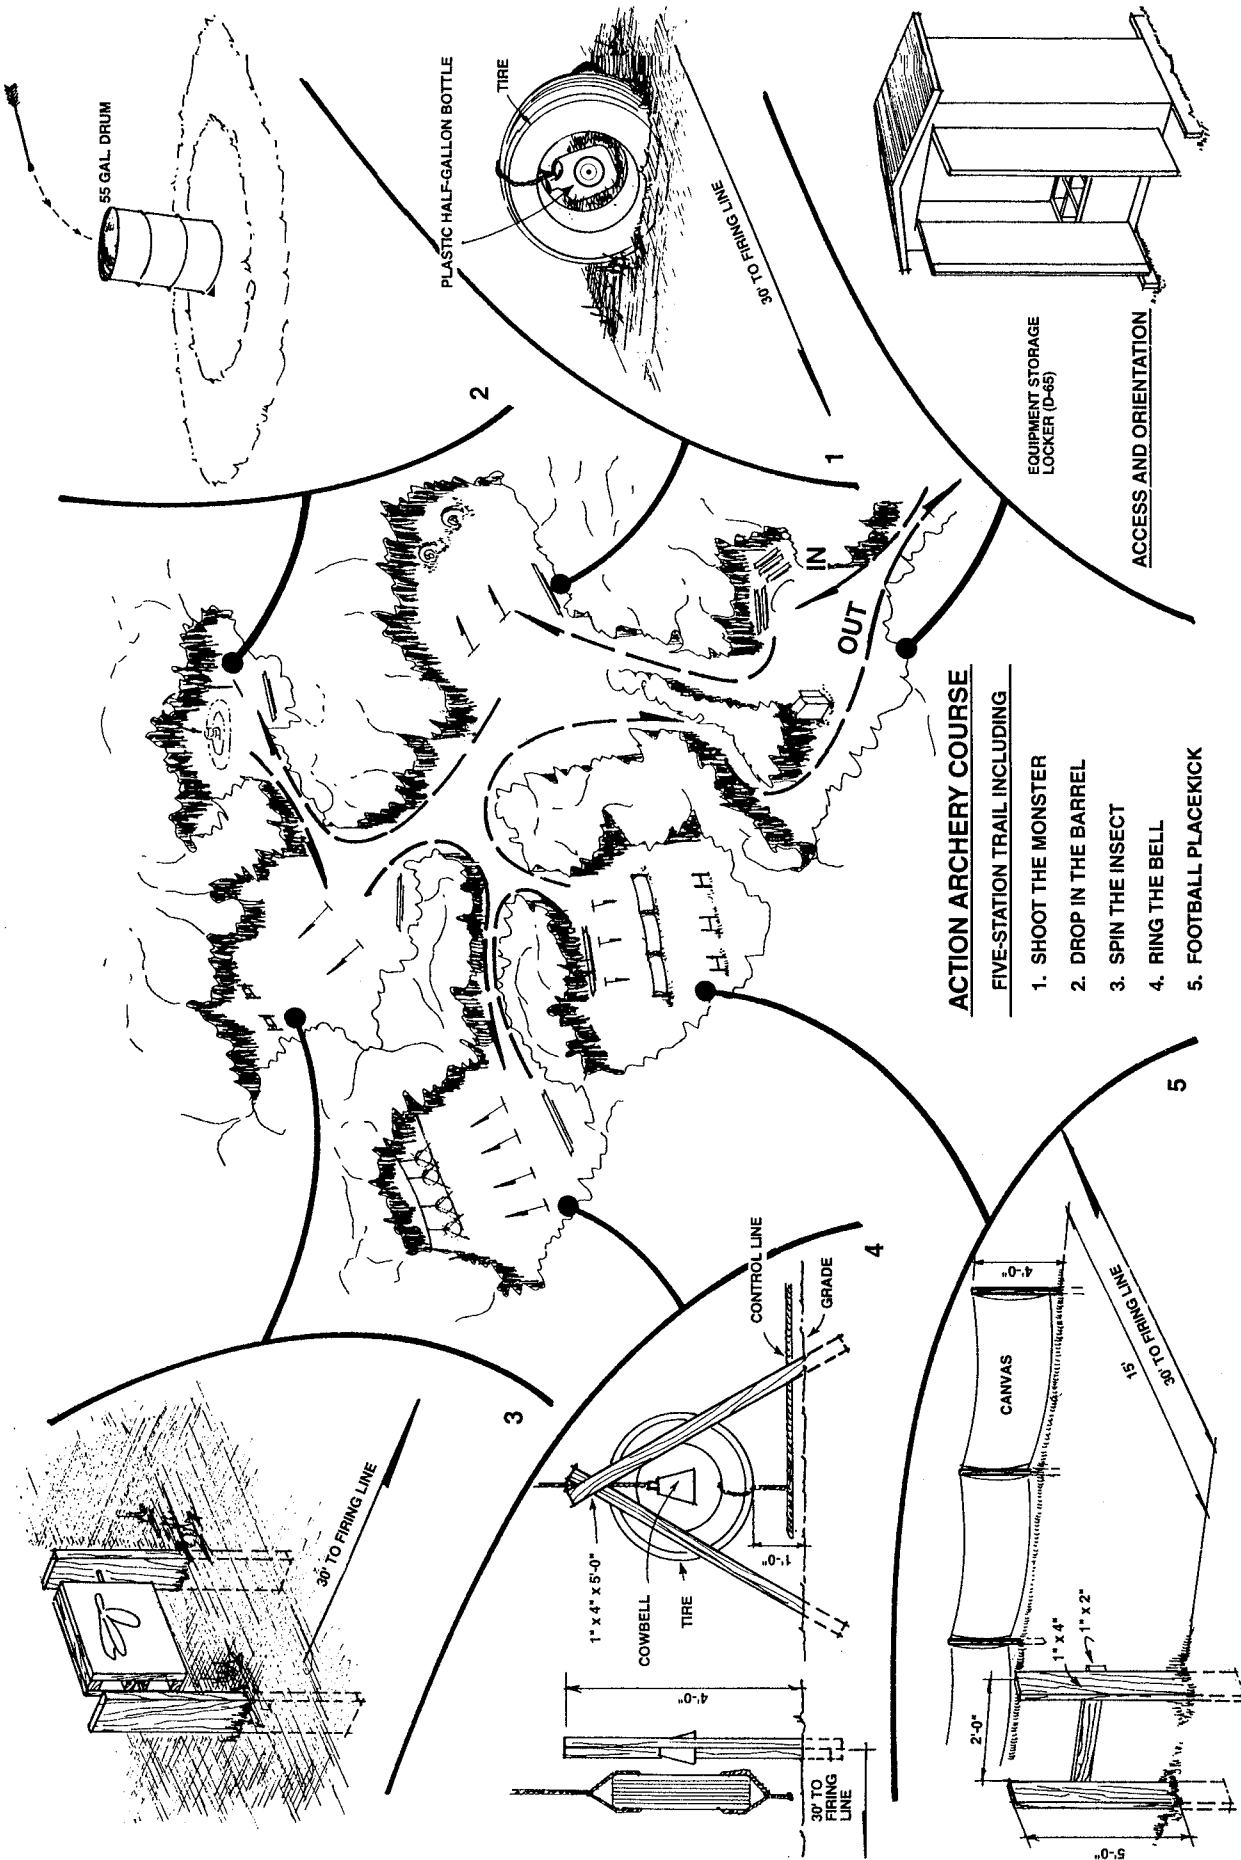 3
30' TO FIRING LINE
55 GAL. DRUM
2
PLASTIC HALF-GALLON BOTTLE
TIRE
30' TO FIRING LINE
1
1" x 4" x 5'-0"
COWBELL
TIRE
CONTROL LINE
GRADE
1'-0"
4'-0"
30' TO
FIRING
LINE
4
IN
OUT
EQUIPMENT STORAGE
LOCKER (D-65)
ACCESS AND ORIENTATION
ACTION ARCHERY COURSE
FIVE-STATION TRAIL INCLUDING
1. SHOOT THE MONSTER
2. DROP IN THE BARREL
3. SPIN THE INSECT
4. RING THE BELL
5. FOOTBALL PLACEKICK
CANVAS
4'-0"
15'
30' TO FIRING LINE
2'-0"
1" x 4"
1" x 2"
5'-0"
5